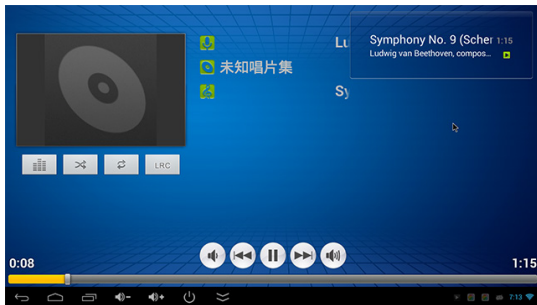 Lu
未知唱片集
Sy
Symphony No. 9 (Scher 1:15
Ludwig van Beethoven, compos...
LRC
0:08
1:15
7:13